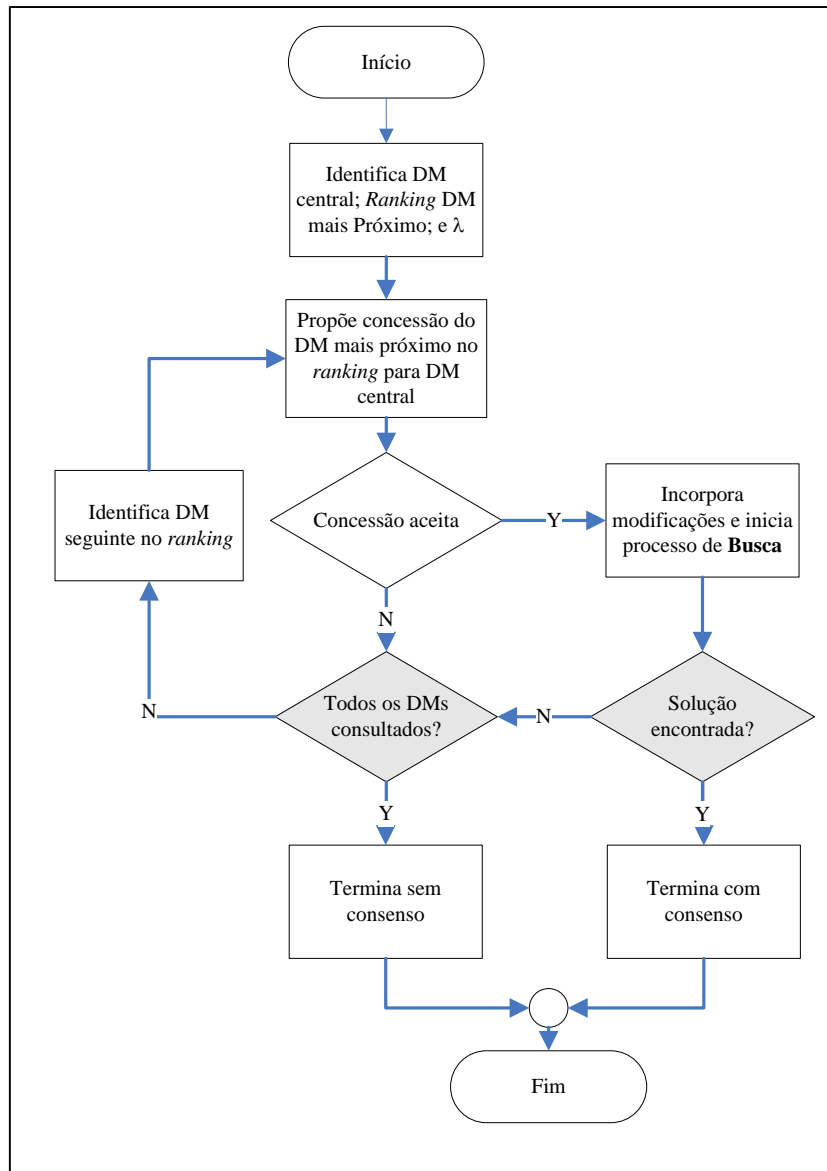 Início
Identifica DM
central; Ranking DM
mais Próximo; e λ
Propõe concessão do
DM mais próximo no
ranking para DM
central
Concessão aceita
Y
Incorpora
modificações e inicia
processo de Busca
Identifica DM
seguinte no ranking
N
Todos os DMs
consultados?
N
N
Solução
encontrada?
Y
Y
Termina sem
consenso
Termina com
consenso
Fim